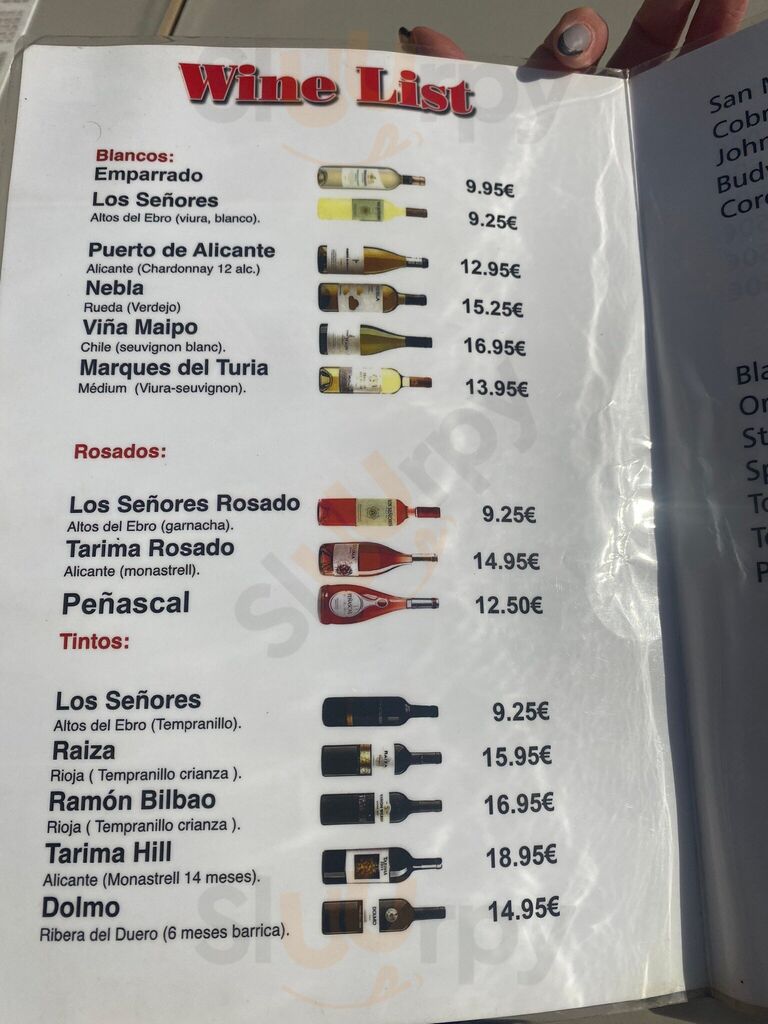 Wine List
Blancos:
Emparrado 9.95€
Los Señores 9.25€
Altos del Ebro (viura, blanco).
Puerto de Alicante 12.95€
Alicante (Chardonnay 12 alc.)
Nebla 15.25€
Rueda (Verdejo)
Viña Maipo 16.95€
Chile (seuvignon blanc).
Marques del Turia 13.95€
Médium (Viura-seuvignon).
Rosados:
Los Señores Rosado 9.25€
Altos del Ebro (garnacha).
Tarima Rosado 14.95€
Alicante (monastrell).
Peñascal 12.50€
Tintos:
Los Señores 9.25€
Altos del Ebro (Tempranillo).
Raiza 15.95€
Rioja ( Tempranillo crianza ).
Ramón Bilbao 16.95€
Rioja ( Tempranillo crianza ).
Tarima Hill 18.95€
Alicante (Monastrell 14 meses).
Dolmo 14.95€
Ribera del Duero (6 meses barrica).
San
Sluurpy
Sluurpy
Sluurpy